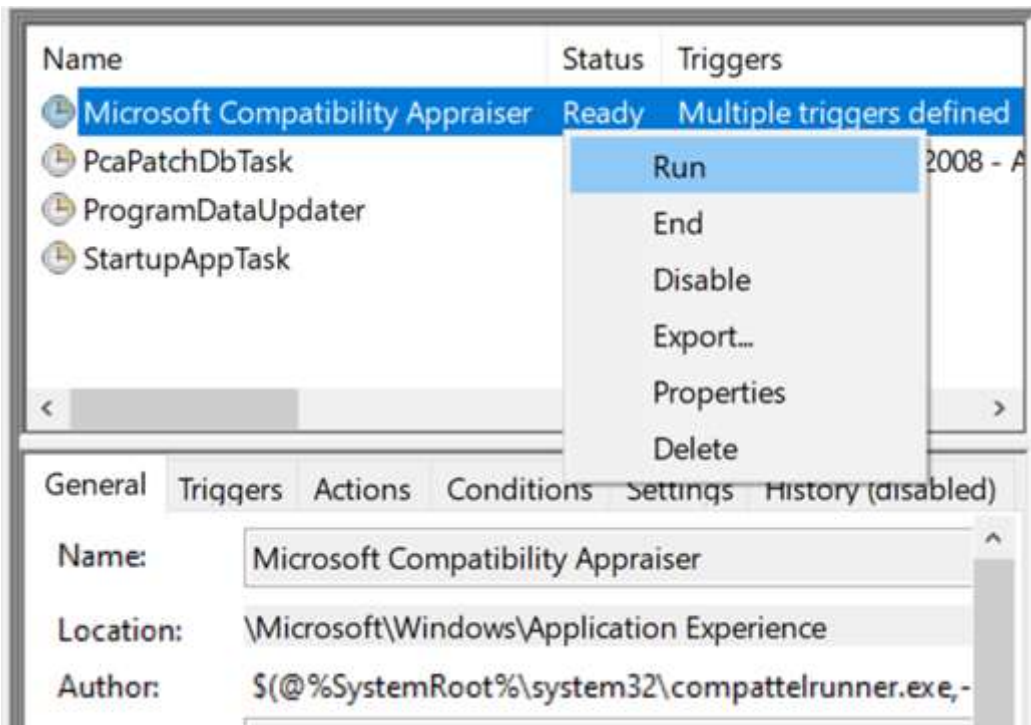 Name Status Triggers
Microsoft Compatibility Appraiser Ready Multiple triggers defined
PcaPatchDbTask 2008 - A
Run
ProgramDataUpdater
End
StartupAppTask
Disable
Export...
Properties
Delete
General Triggers Actions Conditions Settings History (disabled)
Name: Microsoft Compatibility Appraiser
Location: \Microsoft\Windows\Application Experience
Author: $(@%SystemRoot%\system32\compattelrunner.exe,-